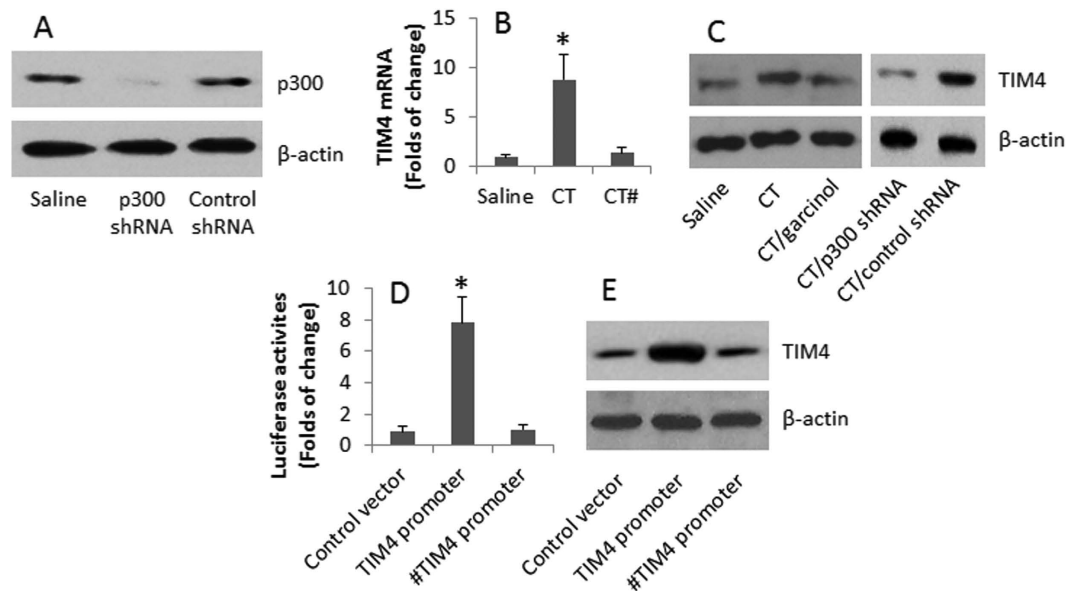 A
p300
β-actin
Saline
p300
shRNA
Control
shRNA
B
TIM4 mRNA
(Folds of change)
15
10
5
0
*
Saline
CT
CT#
C
TIM4
β-actin
Saline
CT
CT/garcinol
CT/p300 shRNA
CT/control shRNA
D
Luciferase activites
(Folds of change)
10
8
6
4
2
0
*
Control vector
TIM4 promoter
#TIM4 promoter
E
TIM4
β-actin
Control vector
TIM4 promoter
#TIM4 promoter